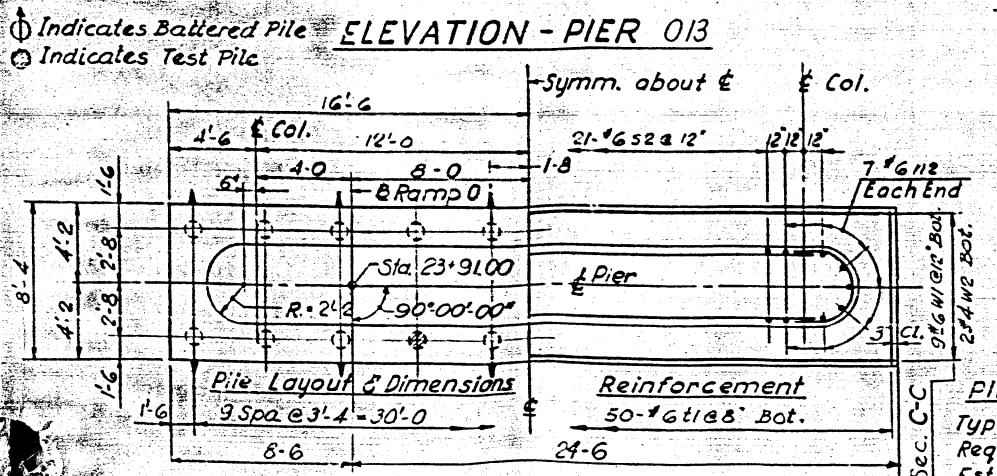 Indicates Battered Pile
ELEVATION - PIER 013
Indicates Test Pile
Symm. about ℄
℄ Col.
16'-6
4'-6
℄ Col.
12'-0
21-#6 S2 @ 12"
12" 12" 12"
4-0
8-0
1-8
7 #6 n2
Each End
6"
Ramp O
1'-6
4'-2
2'-8
8'-4
4'-2
2'-8
1'-6
Sta. 23+91.00
℄ Pier
R.= 2'-2
90°-00'-00"
3" Cl.
9-#6 W1 @ 12" Bot.
2-#4 W2 Bot.
Pile Layout & Dimensions
Reinforcement
1'-6
9 Spa @ 3'-4 = 30'-0
℄
50-#6 t1 @ 8" Bot.
8-6
24-6
Sec. C-C
Typ
Req
Est